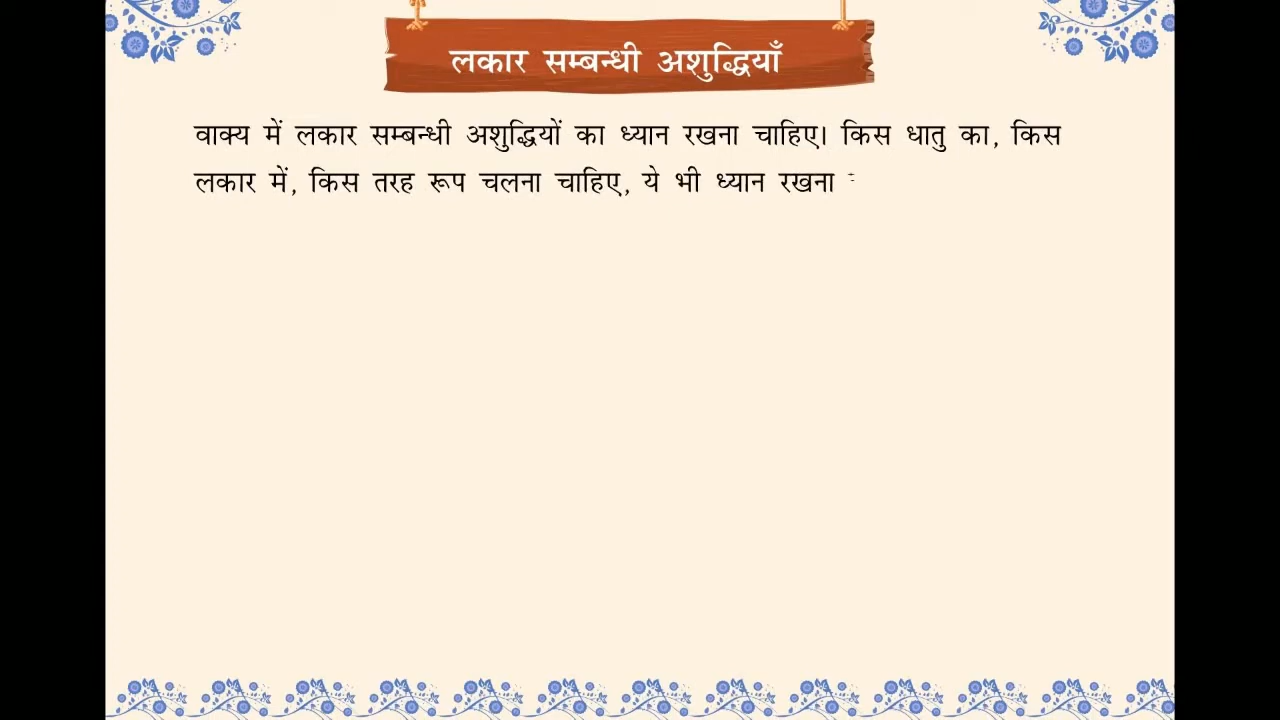 लकार सम्बन्धी अशुद्धियाँ
वाक्य में लकार सम्बन्धी अशुद्धियों का ध्यान रखना चाहिए। किस धातु का, किस
लकार में, किस तरह रूप चलना चाहिए, ये भी ध्यान रखना